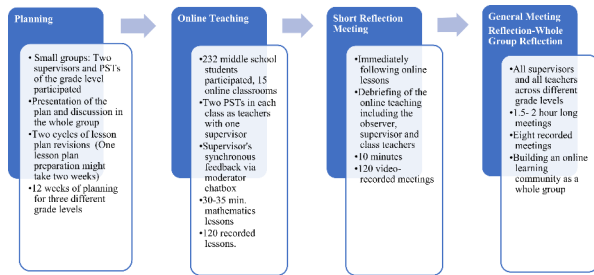 Planning
•Small groups: Two
supervisors and PSTs
of the grade level
participated
•Presentation of the
plan and discussion in
the whole group
•Two cycles of lesson
plan revisions (One
lesson plan
preparation might
take two weeks)
•12 weeks of planning
for three different
grade levels
Online Teaching
•232 middle school
students
participated, 15
online classrooms
•Two PSTs in each
class as teachers
with one
supervisor
•Supervisor's
synchronous
feedback via
moderator
chatbox
•30-35 min.
mathematics
lessons
•120 recorded
lessons.
Short Reflection
Meeting
•Immediately
following online
lessons
•Debriefing of the
online teaching
including the
observer,
supervisor and
class teachers
•10 minutes
•120 video-
recorded meetings
General Meeting
Reflection-Whole
Group Reflection
•All supervisors
and all teachers
across different
grade levels
•1.5- 2 hour long
meetings
•Eight recorded
meetings
•Building an online
learning
community as a
whole group